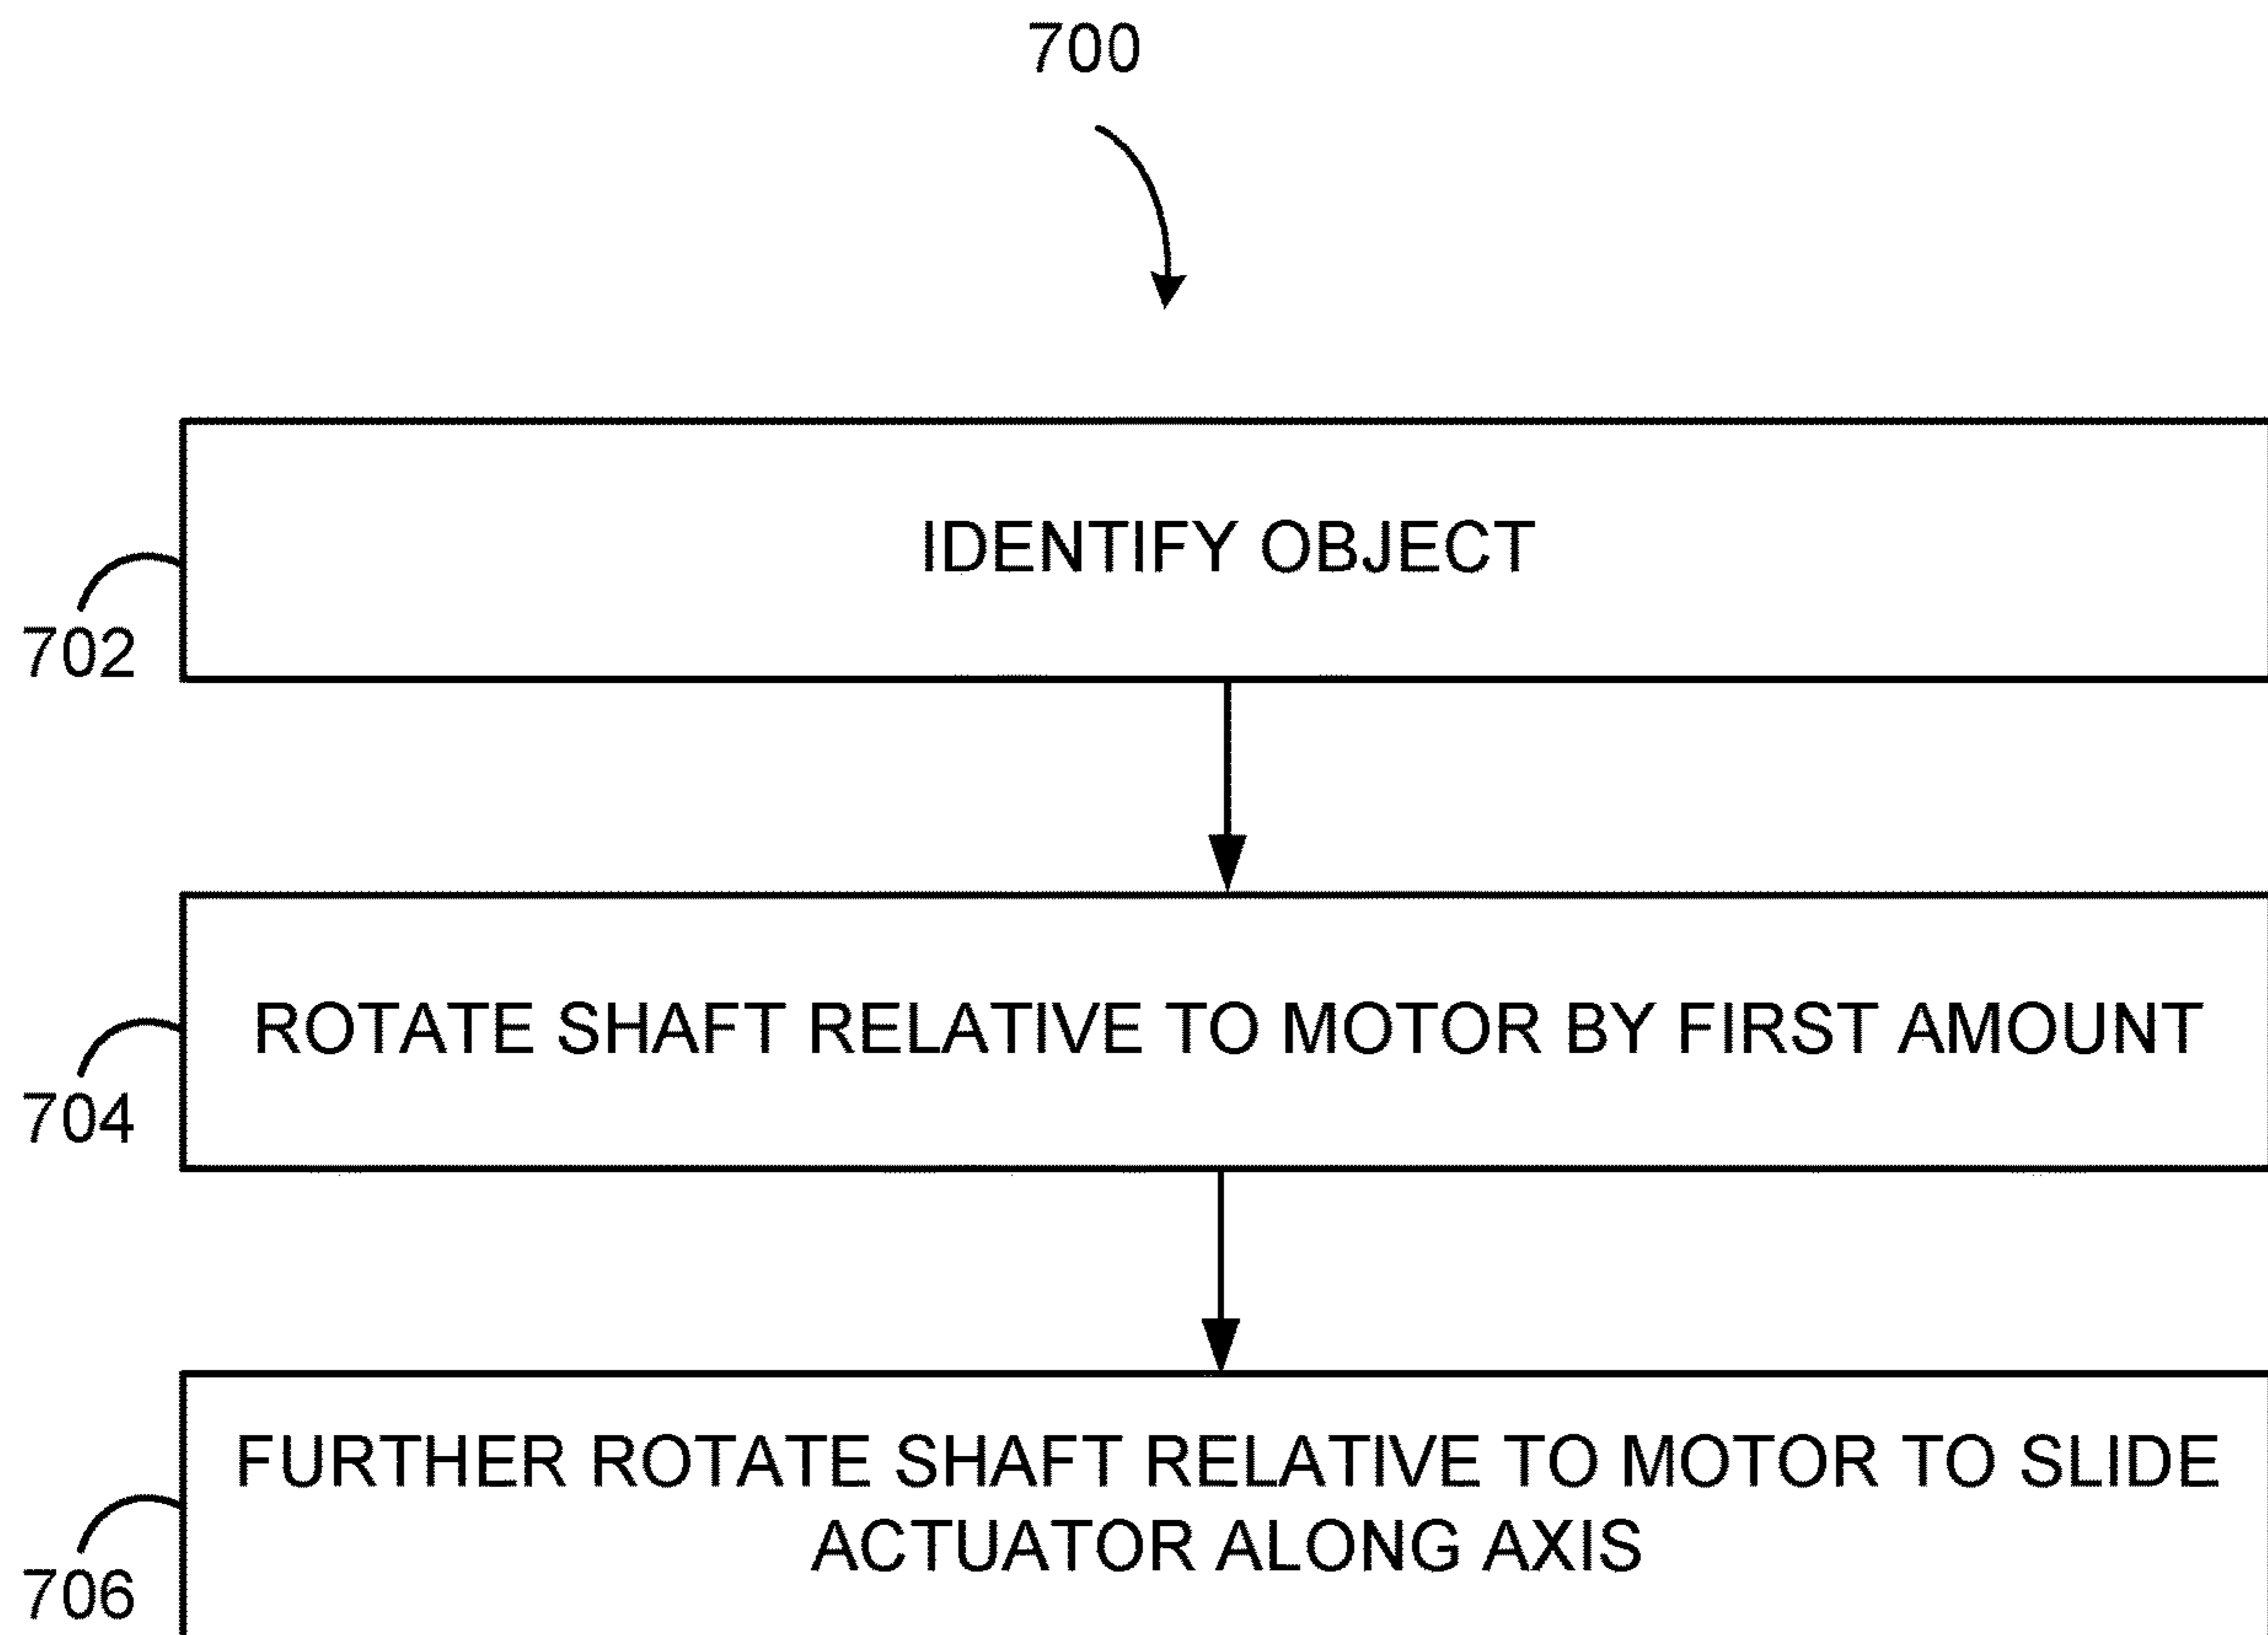 700
IDENTIFY OBJECT
702
ROTATE SHAFT RELATIVE TO MOTOR BY FIRST AMOUNT
704
FURTHER ROTATE SHAFT RELATIVE TO MOTOR TO SLIDE
ACTUATOR ALONG AXIS
706